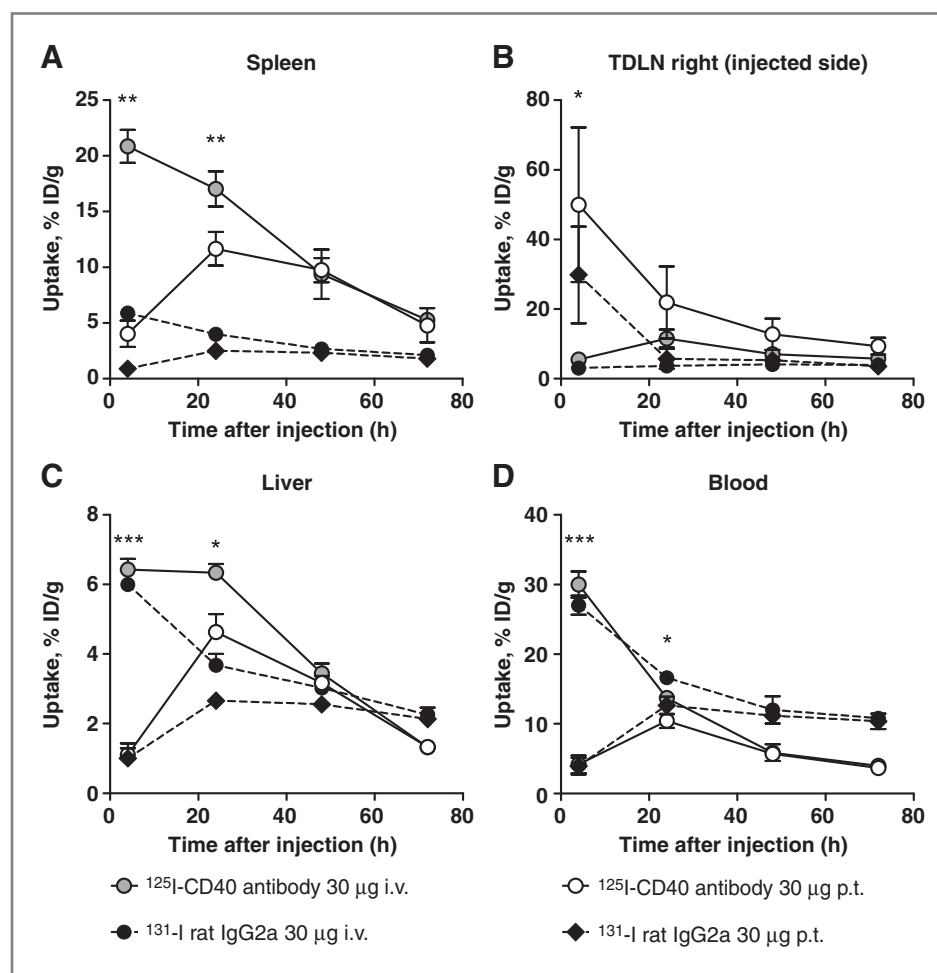 A
Spleen
**
**
25
20
15
10
5
0
Uptake, % ID/g
0 20 40 60 80
Time after injection (h)
B
TDLN right (injected side)
*
80
60
40
20
0
Uptake, % ID/g
0 20 40 60 80
Time after injection (h)
C
Liver
***
*
8
6
4
2
0
Uptake, % ID/g
0 20 40 60 80
Time after injection (h)
D
Blood
***
*
40
30
20
10
0
Uptake, % ID/g
0 20 40 60 80
Time after injection (h)
¹²⁵I-CD40 antibody 30 μg i.v.
¹²⁵I-CD40 antibody 30 μg p.t.
¹³¹-I rat IgG2a 30 μg i.v.
¹³¹-I rat IgG2a 30 μg p.t.